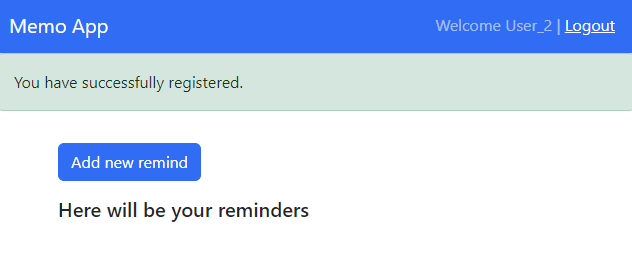 Memo App
Welcome User_2 | Logout
You have successfully registered.
Add new remind
Here will be your reminders